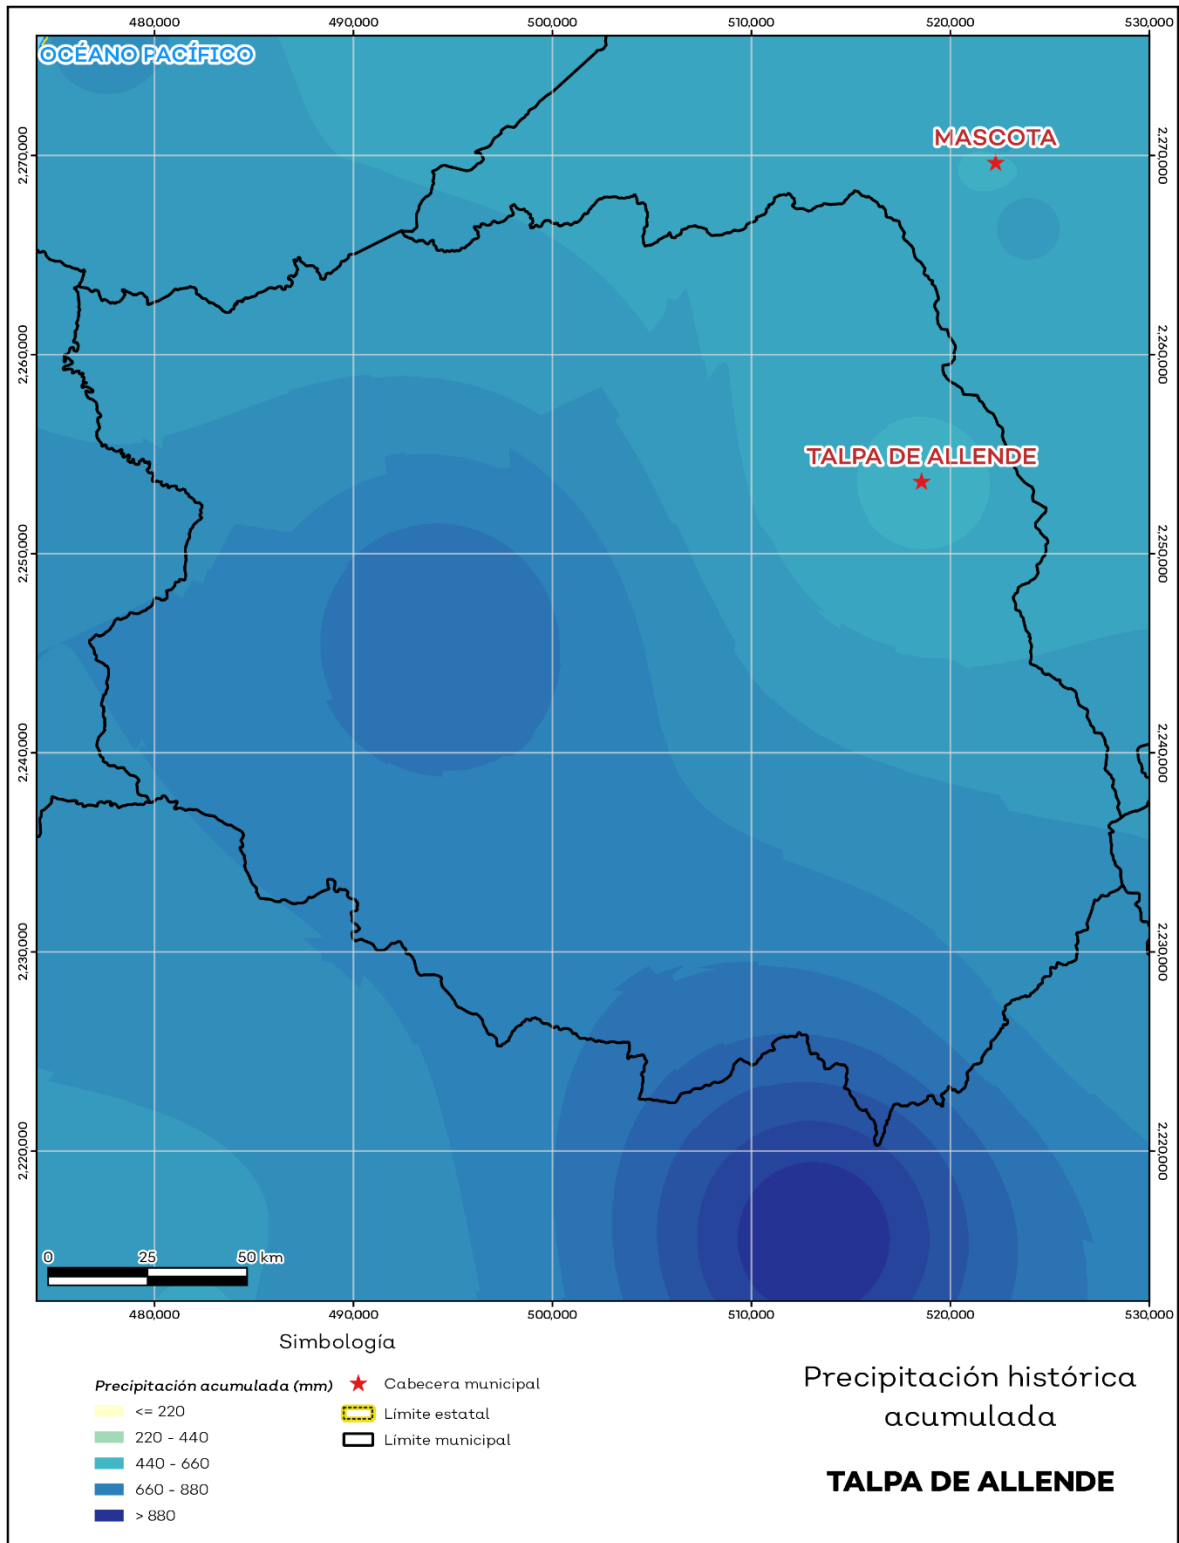 480,000 490,000 500,000 510,000 520,000 530,000
OCÉANO PACÍFICO
MASCOTA
2,270,000 2,270,000
2,260,000 2,260,000
TALPA DE ALLENDE
2,250,000 2,250,000
2,240,000 2,240,000
2,230,000 2,230,000
2,220,000 2,220,000
0 25 50 km
480,000 490,000 500,000 510,000 520,000 530,000
Simbología
Precipitación acumulada (mm)
<= 220
220 - 440
440 - 660
660 - 880
> 880
Cabecera municipal
Límite estatal
Límite municipal
Precipitación histórica
acumulada
TALPA DE ALLENDE